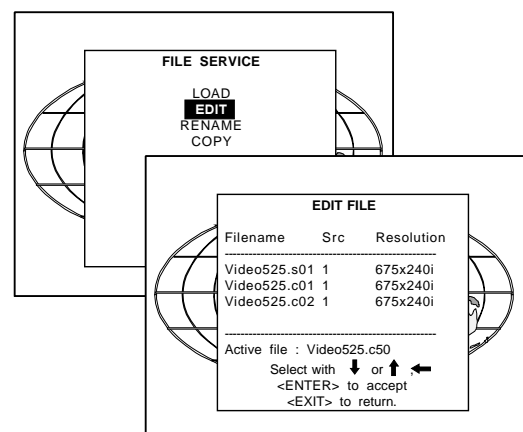 FILE SERVICE
LOAD
EDIT
RENAME
COPY
EDIT FILE
Filename Src Resolution
Video525.s01 1 675x240i
Video525.c01 1 675x240i
Video525.c02 1 675x240i
Active file : Video525.c50
Select with ⬇ or ⬆ ,⬅
<ENTER> to accept
<EXIT> to return.